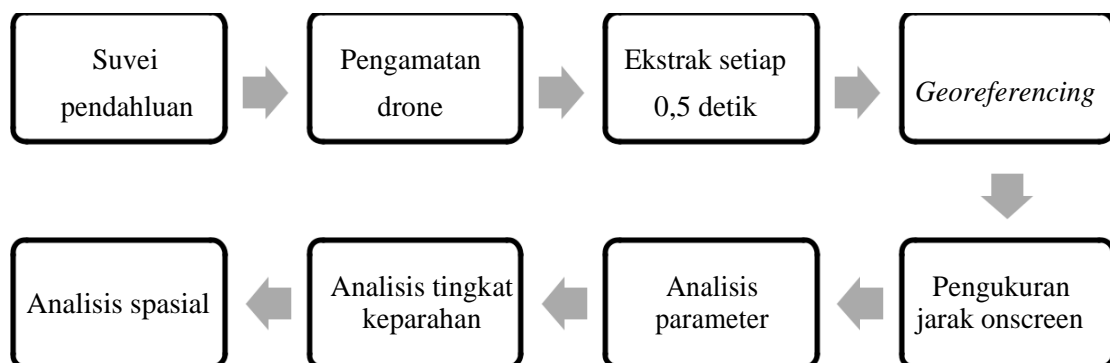 Suvei
pendahluan
Pengamatan
drone
Ekstrak setiap
0,5 detik
Georeferencing
Pengukuran
jarak onscreen
Analisis
parameter
Analisis tingkat
keparahan
Analisis spasial